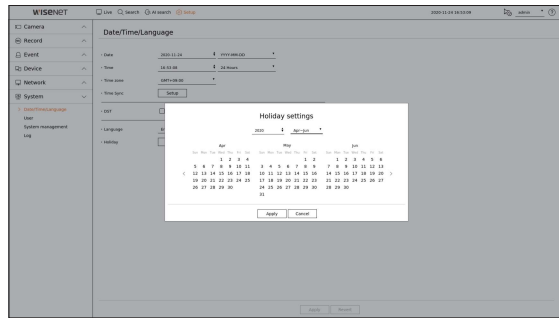 WISENET
Live Search AI search Setup 2020-11-24 16:33:09 admin
Camera
Record
Event
Device
Network
System
Date/Time/Language
User
System management
Log
Date/Time/Language
Date 2020-11-24 YYYY-MM-DD
Time 16:33:08 24 Hours
Time zone GMT+09:00
Time Sync Setup
DST
Language
Holiday
Holiday settings
2020 Apr~Jun
Apr May Jun
Sun Mon Tue Wed Thu Fri Sat Sun Mon Tue Wed Thu Fri Sat Sun Mon Tue Wed Thu Fri Sat
1 2 3 4 1 2 1 2 3 4 5 6
5 6 7 8 9 10 11 3 4 5 6 7 8 9 7 8 9 10 11 12 13
< 12 13 14 15 16 17 18 10 11 12 13 14 15 16 14 15 16 17 18 19 20 >
19 20 21 22 23 24 25 17 18 19 20 21 22 23 21 22 23 24 25 26 27
26 27 28 29 30 24 25 26 27 28 29 30 28 29 30
31
Apply Cancel
Apply Revert